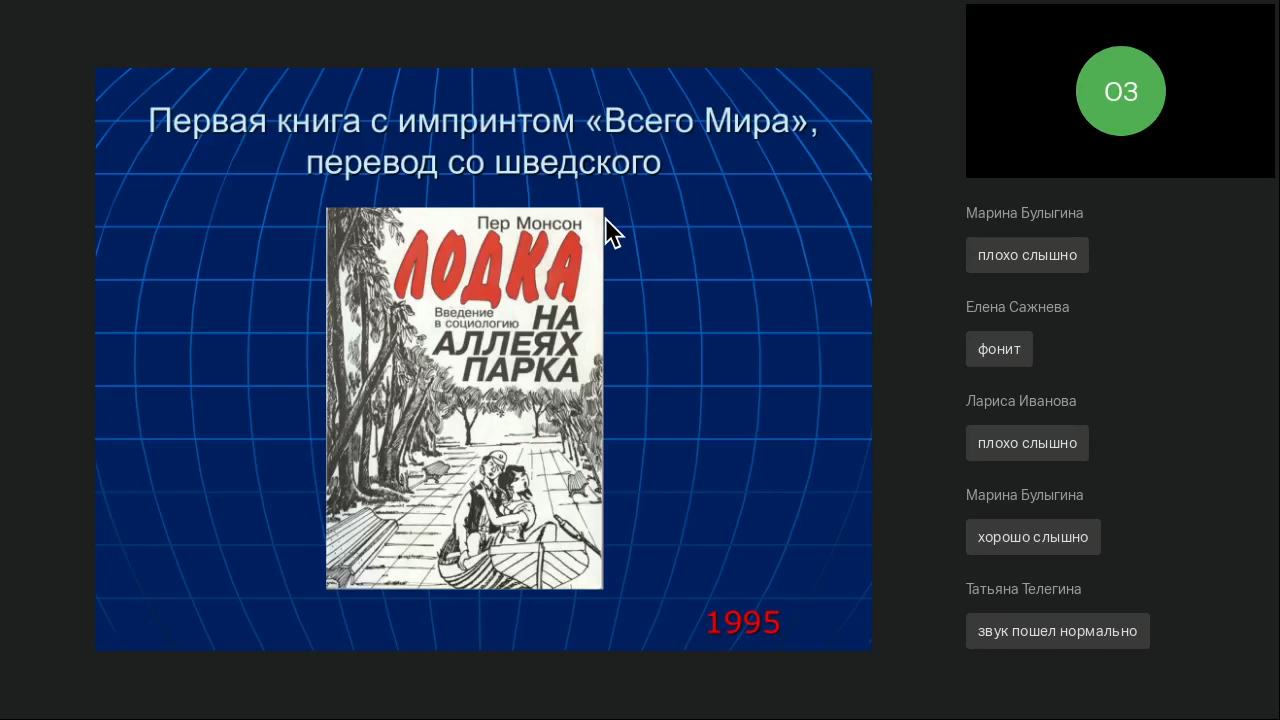 Первая книга с импринтом «Всего Мира»,
перевод со шведского
Пер Монсон
ЛОДКА
Введение
в социологию
НА
АЛЛЕЯХ
ПАРКА
1995
ОЗ
Марина Булыгина
плохо слышно
Елена Сажнева
фонит
Лариса Иванова
плохо слышно
Марина Булыгина
хорошо слышно
Татьяна Телегина
звук пошел нормально